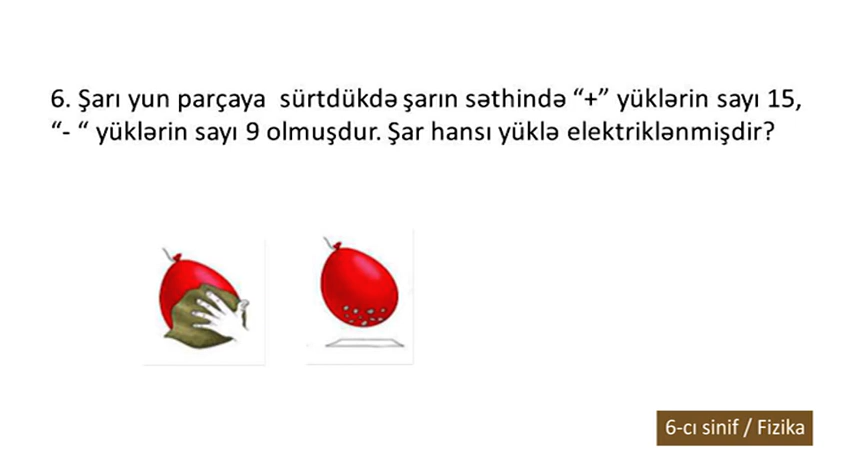 6. Şarı yun parçaya sürtdükdə şarın səthində “+” yüklərin sayı 15,
“- “ yüklərin sayı 9 olmuşdur. Şar hansı yüklə elektriklənmişdir?
6-cı sinif / Fizika